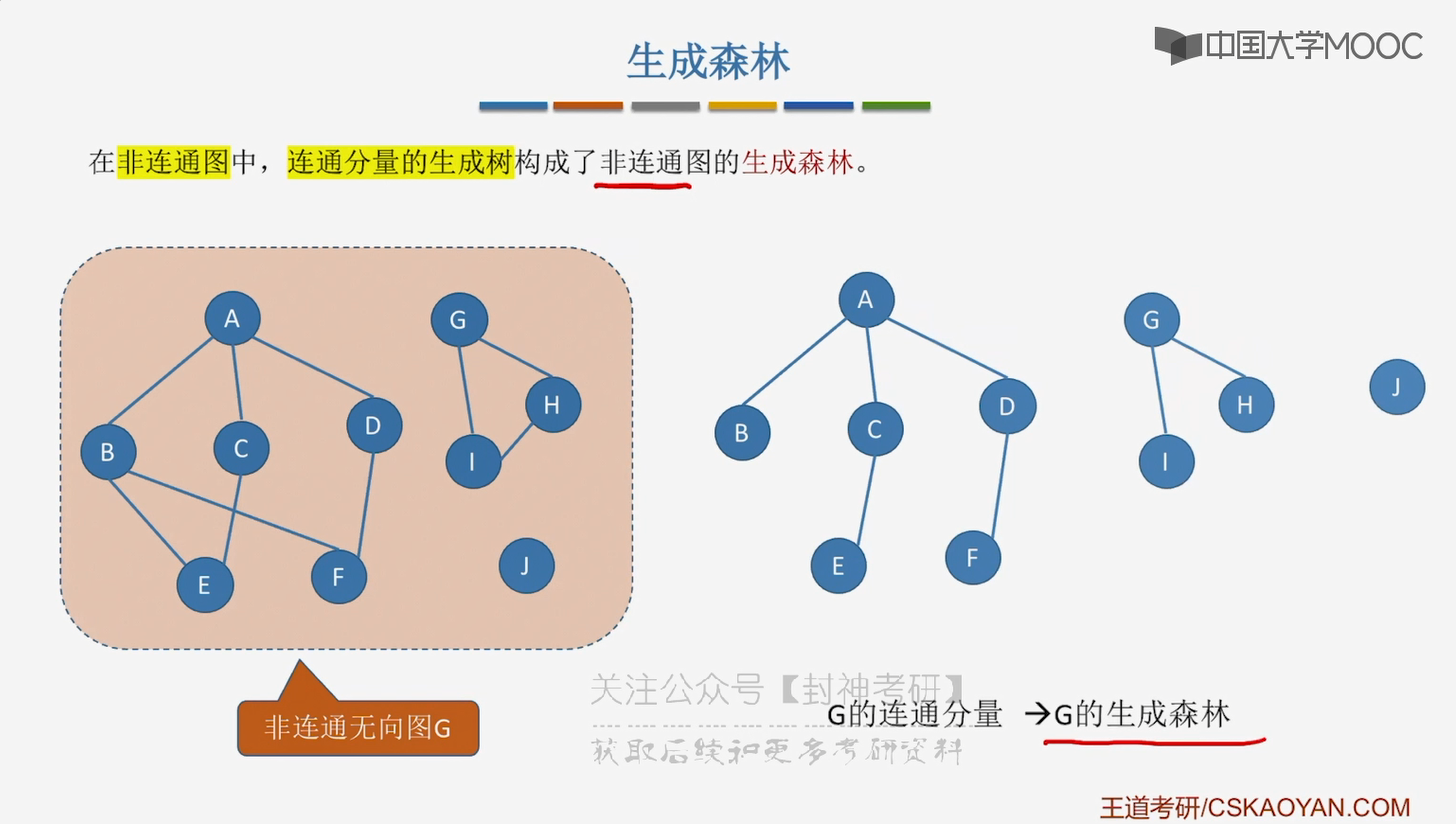 中国大学MOOC
生成森林
在非连通图中，连通分量的生成树构成了非连通图的生成森林。
A
G
H
D
B
C
I
E
F
J
A
G
J
H
D
B
C
I
E
F
非连通无向图G
关注公众号【封神考研】
G的连通分量 →G的生成森林
获取后续和更多考研资料
王道考研/CSKAOYAN.COM